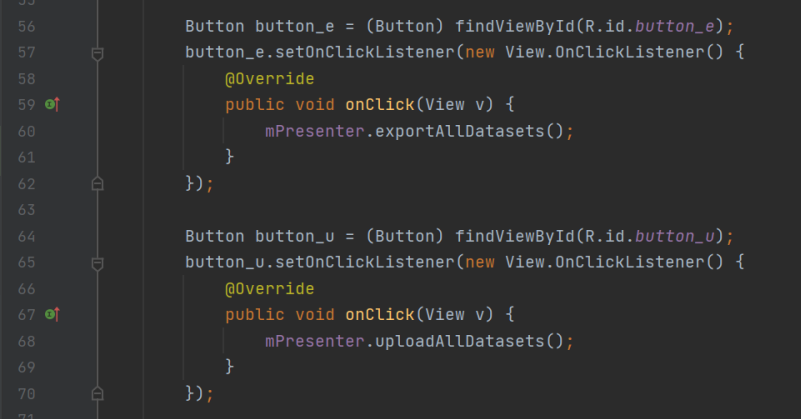 55
56 Button button_e = (Button) findViewById(R.id.button_e);
57 button_e.setOnClickListener(new View.OnClickListener() {
58 @Override
59 public void onClick(View v) {
60 mPresenter.exportAllDatasets();
61 }
62 });
63
64 Button button_u = (Button) findViewById(R.id.button_u);
65 button_u.setOnClickListener(new View.OnClickListener() {
66 @Override
67 public void onClick(View v) {
68 mPresenter.uploadAllDatasets();
69 }
70 });
71